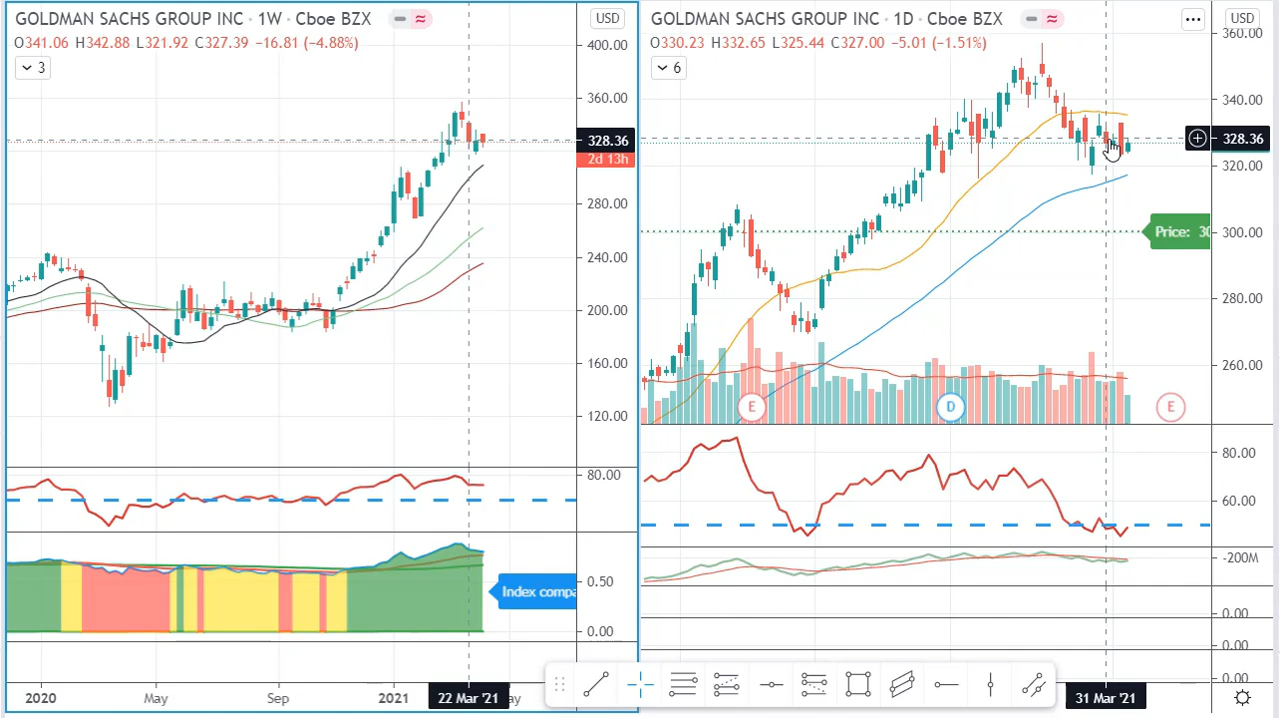 GOLDMAN SACHS GROUP INC · 1W · Cboe BZX
USD
O341.06 H342.88 L321.92 C327.39 −16.81 (−4.88%)
3
400.00
360.00
328.36
2d 13h
280.00
240.00
200.00
160.00
120.00
80.00
Index compa
0.50
0.00
2020
May
Sep
2021
22 Mar '21
ay
GOLDMAN SACHS GROUP INC · 1D · Cboe BZX
USD
O330.23 H332.65 L325.44 C327.00 −5.01 (−1.51%)
6
360.00
340.00
328.36
320.00
Price: 30
300.00
280.00
260.00
E
D
E
80.00
60.00
-200M
0.00
0.00
0.00
31 Mar '21